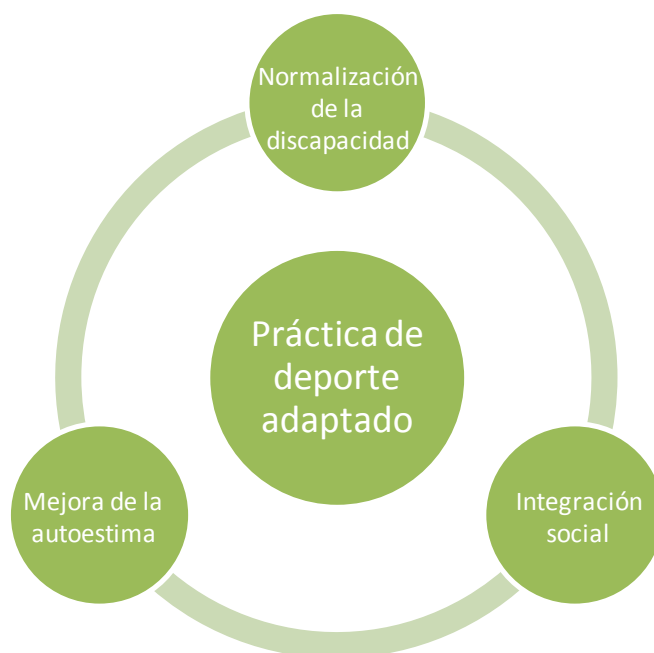 Normalización
de la
discapacidad
Práctica de
deporte
adaptado
Mejora de la
autoestima
Integración
social